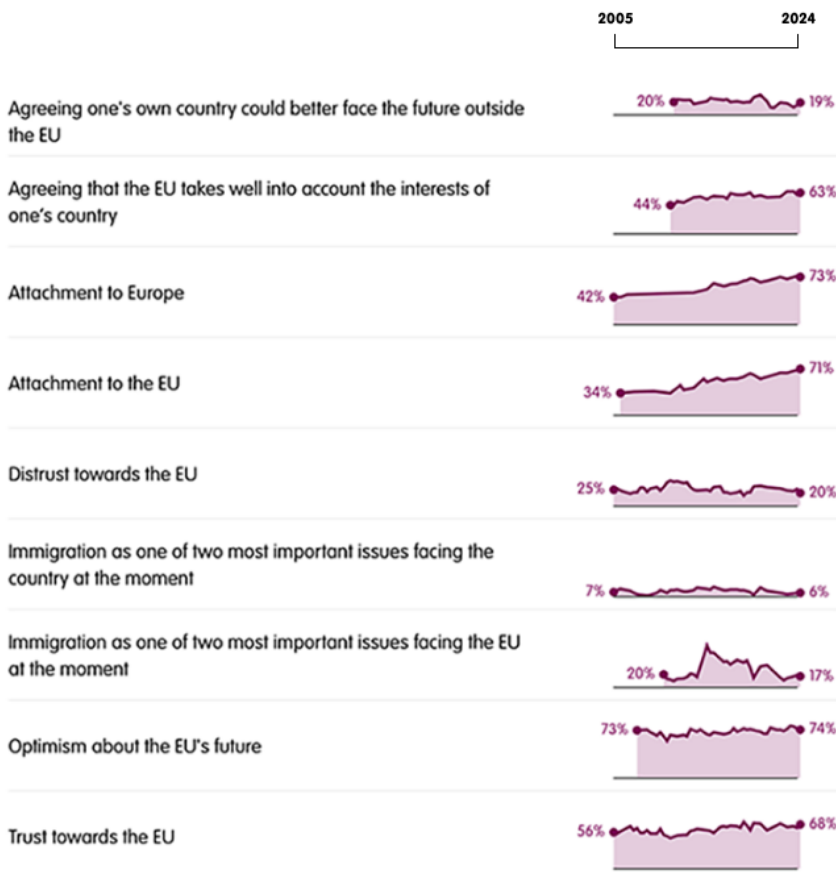 2005 2024
Agreeing one's own country could better face the future outside
the EU
20% 19%
Agreeing that the EU takes well into account the interests of
one's country
44% 63%
Attachment to Europe
42% 73%
Attachment to the EU
34% 71%
Distrust towards the EU
25% 20%
Immigration as one of two most important issues facing the
country at the moment
7% 6%
Immigration as one of two most important issues facing the EU
at the moment
20% 17%
Optimism about the EU's future
73% 74%
Trust towards the EU
56% 68%